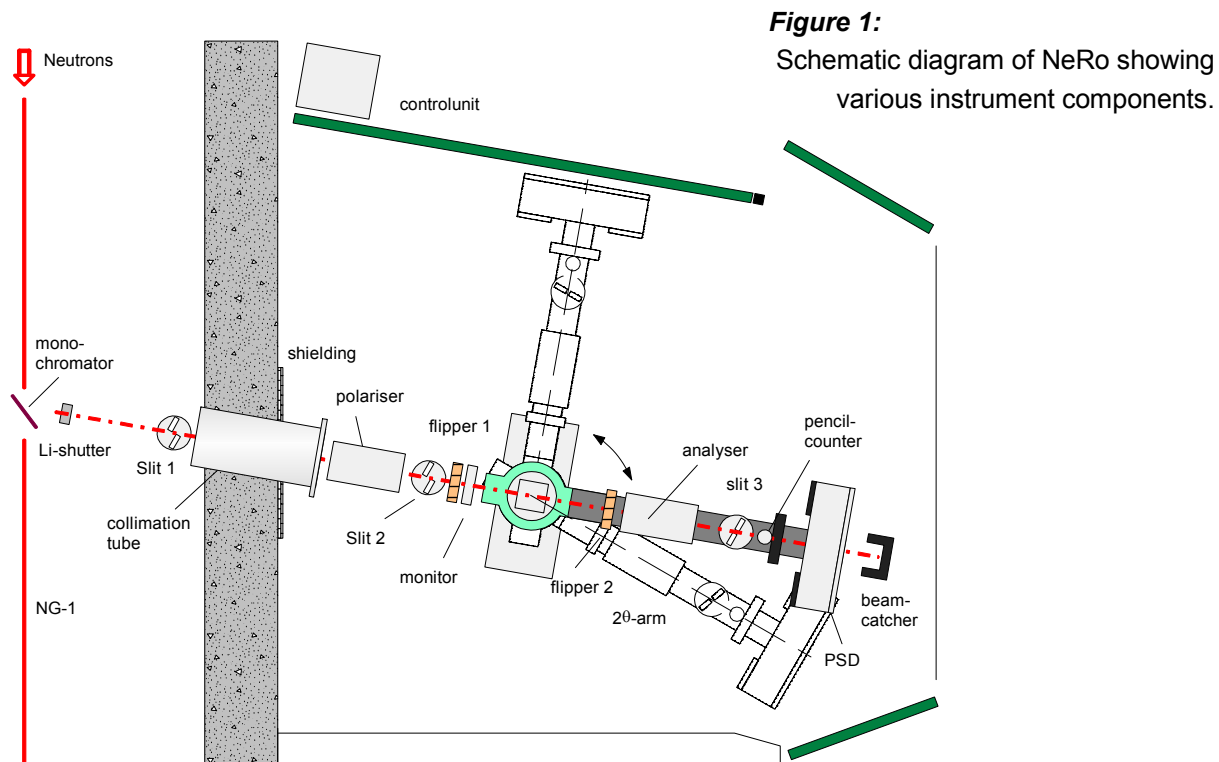 Figure 1:
Schematic diagram of NeRo showing
various instrument components.
Neutrons
controlunit
mono-
chromator
shielding
polariser
flipper 1
pencil-
counter
analyser
slit 3
Li-shutter
Slit 1
collimation
tube
Slit 2
monitor
flipper 2
2θ-arm
beam-
catcher
PSD
NG-1